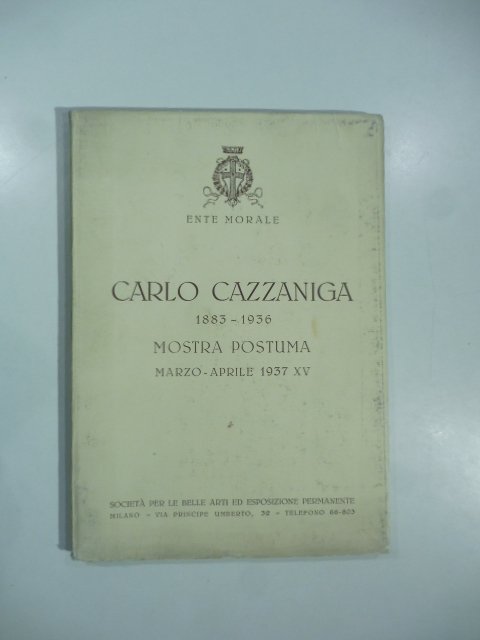 ENTE MORALE
CARLO CAZZANIGA
1883-1936
MOSTRA POSTUMA
MARZO-APRILE 1937 XV
SOCIETÀ PER LE BELLE ARTI ED ESPOSIZIONE PERMANENTE
MILANO - VIA PRINCIPE UMBERTO, 32 - TELEFONO 66-803